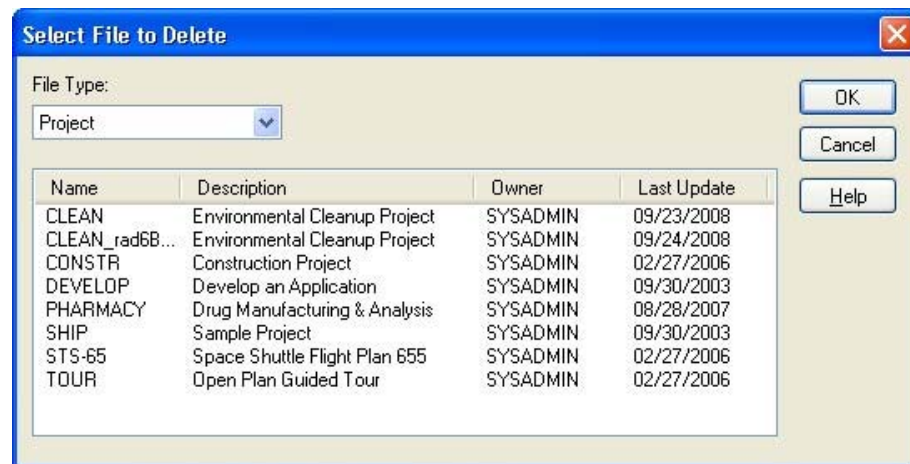 Select File to Delete
File Type:
Project
OK
Cancel
Help
Name Description Owner Last Update
CLEAN Environmental Cleanup Project SYSADMIN 09/23/2008
CLEAN_rad6B... Environmental Cleanup Project SYSADMIN 09/24/2008
CONSTR Construction Project SYSADMIN 02/27/2006
DEVELOP Develop an Application SYSADMIN 09/30/2003
PHARMACY Drug Manufacturing & Analysis SYSADMIN 08/28/2007
SHIP Sample Project SYSADMIN 09/30/2003
STS-65 Space Shuttle Flight Plan 655 SYSADMIN 02/27/2006
TOUR Open Plan Guided Tour SYSADMIN 02/27/2006